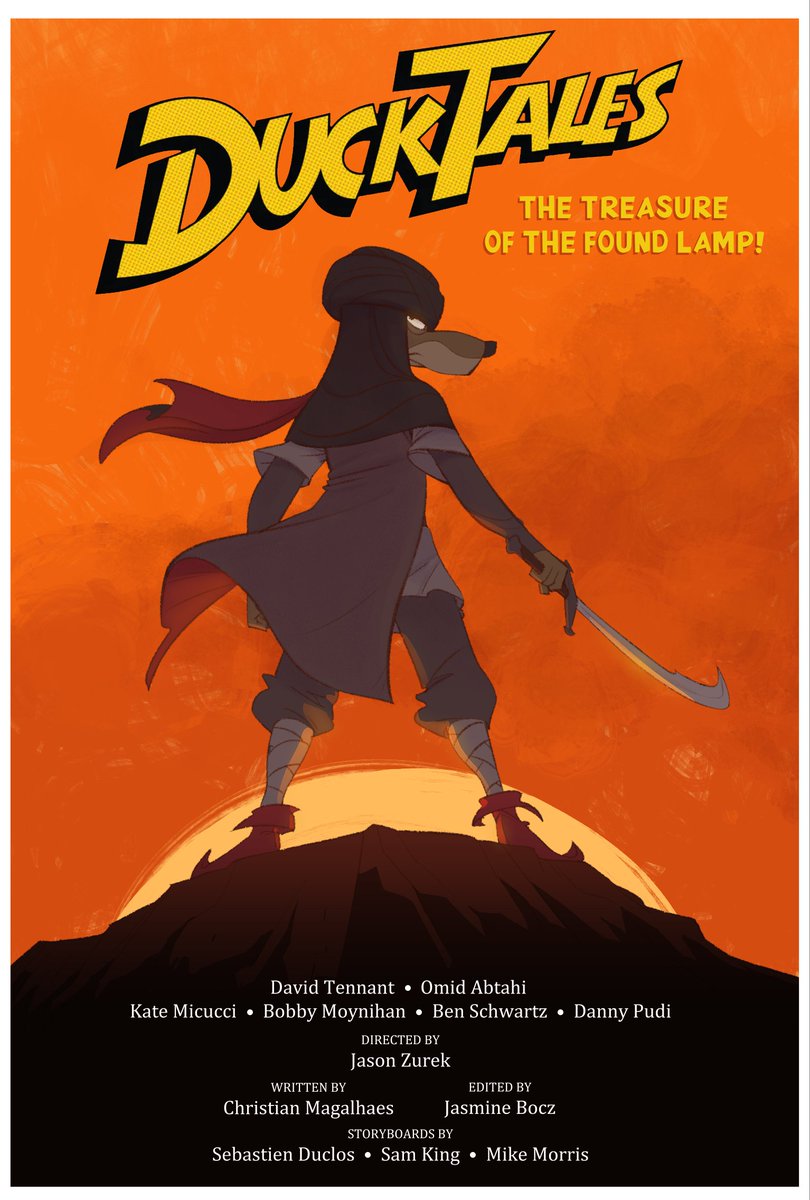 DUCKTALES
THE TREASURE
OF THE FOUND LAMP!
David Tennant • Omid Abtahi
Kate Micucci • Bobby Moynihan • Ben Schwartz • Danny Pudi
DIRECTED BY
Jason Zurek
WRITTEN BY EDITED BY
Christian Magalhaes Jasmine Bocz
STORYBOARDS BY
Sebastien Duclos • Sam King • Mike Morris